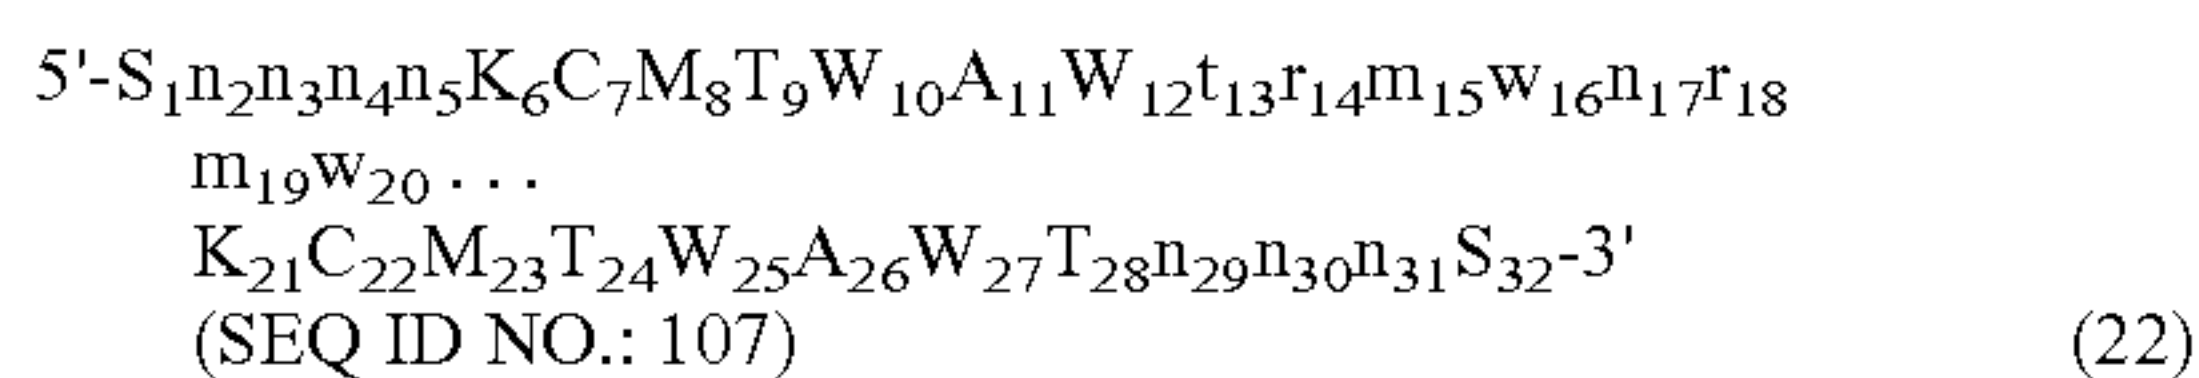 5'-S₁n₂n₃n₄n₅K₆C₇M₈T₉W₁₀A₁₁W₁₂t₁₃r₁₄m₁₅w₁₆n₁₇r₁₈
m₁₉w₂₀ . . .
K₂₁C₂₂M₂₃T₂₄W₂₅A₂₆W₂₇T₂₈n₂₉n₃₀n₃₁S₃₂-3'
(SEQ ID NO.: 107) (22)